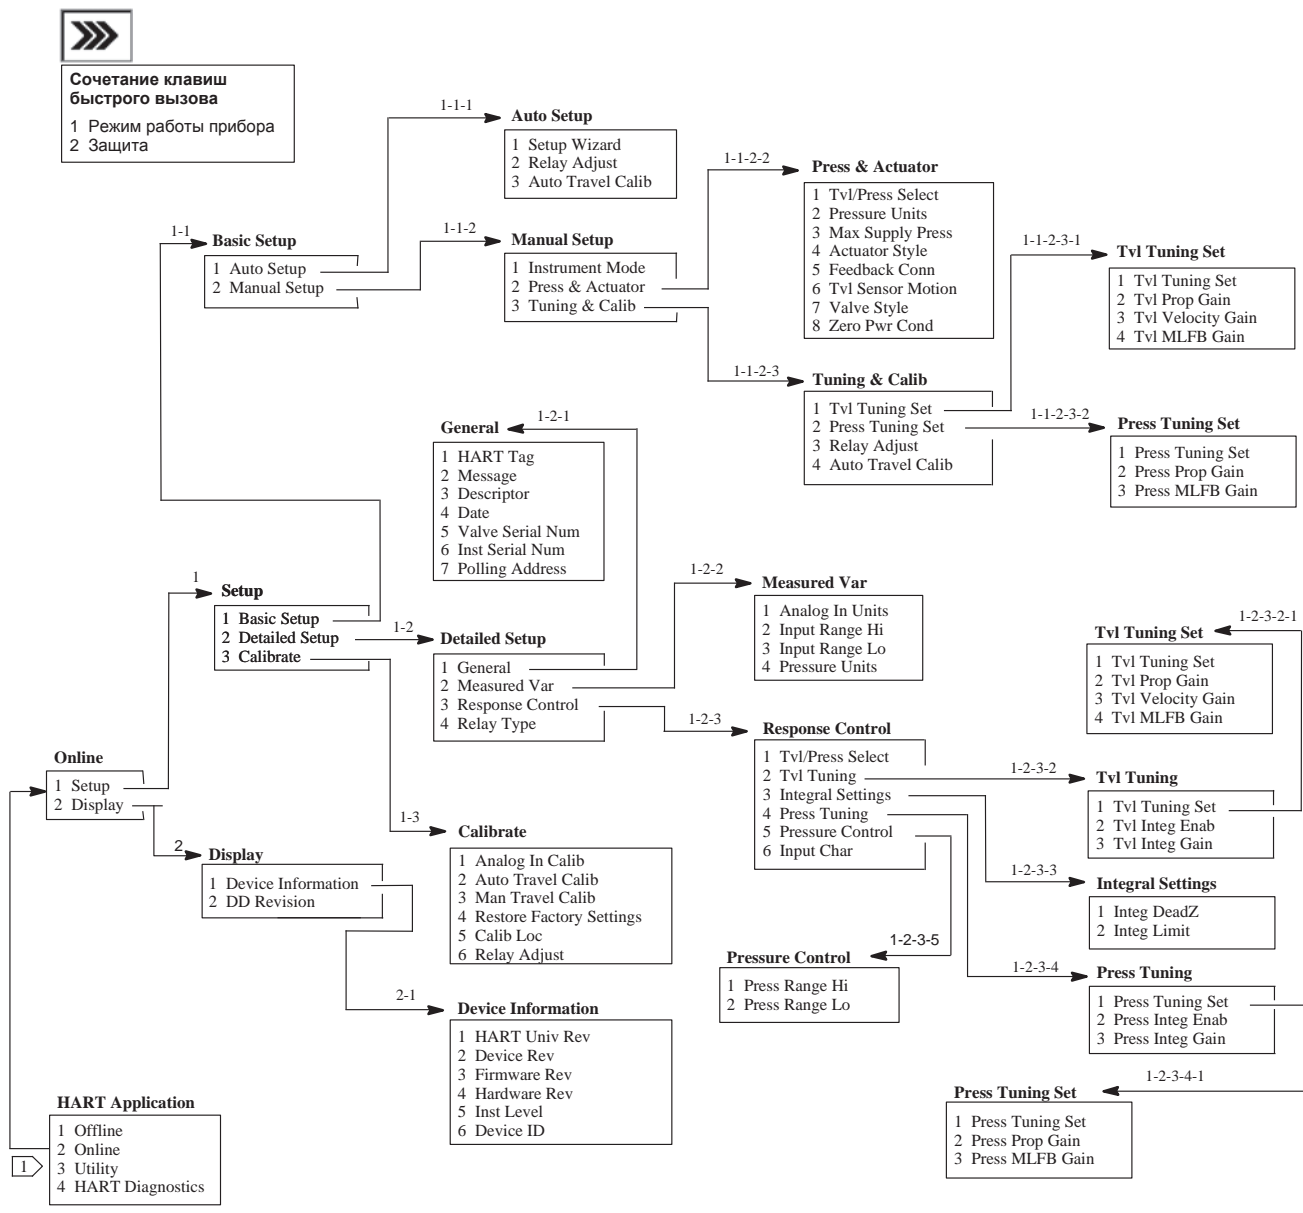 Сочетание клавиш
быстрого вызова
1 Режим работы прибора
2 Защита
1-1-1
Auto Setup
1 Setup Wizard
2 Relay Adjust
3 Auto Travel Calib
1-1-2-2
Press & Actuator
1 Tvl/Press Select
2 Pressure Units
3 Max Supply Press
4 Actuator Style
5 Feedback Conn
6 Tvl Sensor Motion
7 Valve Style
8 Zero Pwr Cond
1-1
Basic Setup
1 Auto Setup
2 Manual Setup
1-1-2
Manual Setup
1 Instrument Mode
2 Press & Actuator
3 Tuning & Calib
1-1-2-3-1
Tvl Tuning Set
1 Tvl Tuning Set
2 Tvl Prop Gain
3 Tvl Velocity Gain
4 Tvl MLFB Gain
1-1-2-3
Tuning & Calib
1 Tvl Tuning Set
2 Press Tuning Set
3 Relay Adjust
4 Auto Travel Calib
1-1-2-3-2
Press Tuning Set
1 Press Tuning Set
2 Press Prop Gain
3 Press MLFB Gain
1-2-1
General
1 HART Tag
2 Message
3 Descriptor
4 Date
5 Valve Serial Num
6 Inst Serial Num
7 Polling Address
1
Setup
1 Basic Setup
2 Detailed Setup
3 Calibrate
1-2
Detailed Setup
1 General
2 Measured Var
3 Response Control
4 Relay Type
1-2-2
Measured Var
1 Analog In Units
2 Input Range Hi
3 Input Range Lo
4 Pressure Units
1-2-3-2-1
Tvl Tuning Set
1 Tvl Tuning Set
2 Tvl Prop Gain
3 Tvl Velocity Gain
4 Tvl MLFB Gain
1-2-3
Response Control
1 Tvl/Press Select
2 Tvl Tuning
3 Integral Settings
4 Press Tuning
5 Pressure Control
6 Input Char
1-2-3-2
Tvl Tuning
1 Tvl Tuning Set
2 Tvl Integ Enab
3 Tvl Integ Gain
Online
1 Setup
2 Display
1-3
Calibrate
1 Analog In Calib
2 Auto Travel Calib
3 Man Travel Calib
4 Restore Factory Settings
5 Calib Loc
6 Relay Adjust
2
Display
1 Device Information
2 DD Revision
1-2-3-3
Integral Settings
1 Integ DeadZ
2 Integ Limit
1-2-3-5
Pressure Control
1 Press Range Hi
2 Press Range Lo
1-2-3-4
Press Tuning
1 Press Tuning Set
2 Press Integ Enab
3 Press Integ Gain
2-1
Device Information
1 HART Univ Rev
2 Device Rev
3 Firmware Rev
4 Hardware Rev
5 Inst Level
6 Device ID
1-2-3-4-1
Press Tuning Set
1 Press Tuning Set
2 Press Prop Gain
3 Press MLFB Gain
HART Application
1 Offline
2 Online
3 Utility
4 HART Diagnostics
1